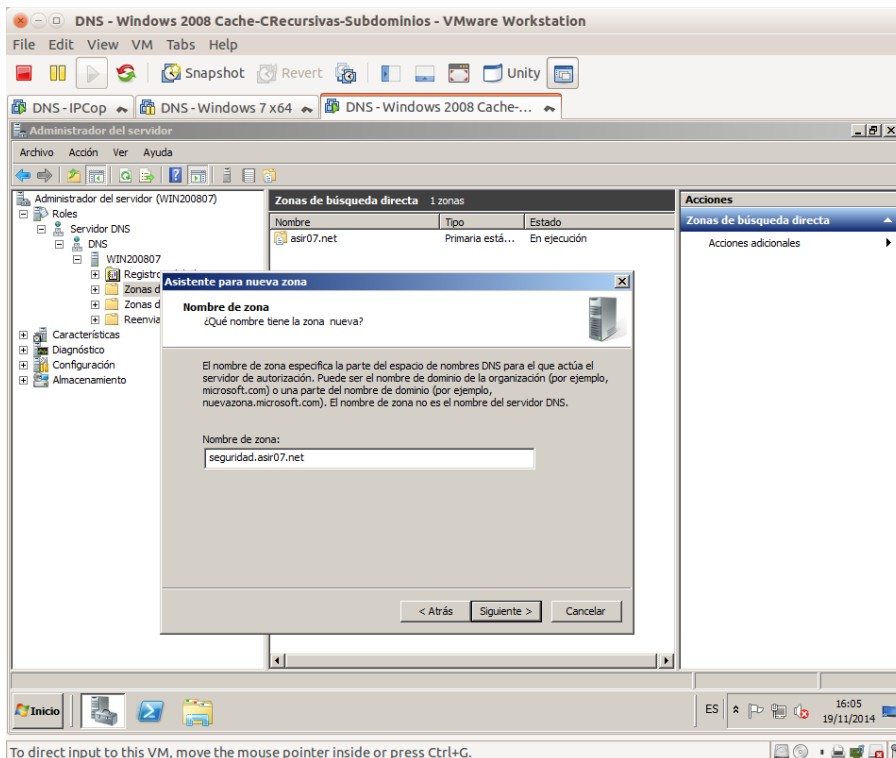 DNS - Windows 2008 Cache-CRecursivas-Subdominios - VMware Workstation
File Edit View VM Tabs Help
Snapshot Revert Unity
DNS - IPCop DNS - Windows 7 x64 DNS - Windows 2008 Cache-...
Administrador del servidor
Archivo Acción Ver Ayuda
Administrador del servidor (WIN200807)
Roles
Servidor DNS
DNS
WIN200807
Registro
Zonas d
Zonas d
Reenvia
Características
Diagnóstico
Configuración
Almacenamiento
Zonas de búsqueda directa 1 zonas
Nombre Tipo Estado
asir07.net Primaria está... En ejecución
Acciones
Zonas de búsqueda directa
Acciones adicionales
Asistente para nueva zona
Nombre de zona
¿Qué nombre tiene la zona nueva?
El nombre de zona especifica la parte del espacio de nombres DNS para el que actúa el
servidor de autorización. Puede ser el nombre de dominio de la organización (por ejemplo,
microsoft.com) o una parte del nombre de dominio (por ejemplo,
nuevazona.microsoft.com). El nombre de zona no es el nombre del servidor DNS.
Nombre de zona:
seguridad.asir07.net
< Atrás Siguiente > Cancelar
Inicio
ES
16:05
19/11/2014
To direct input to this VM, move the mouse pointer inside or press Ctrl+G.